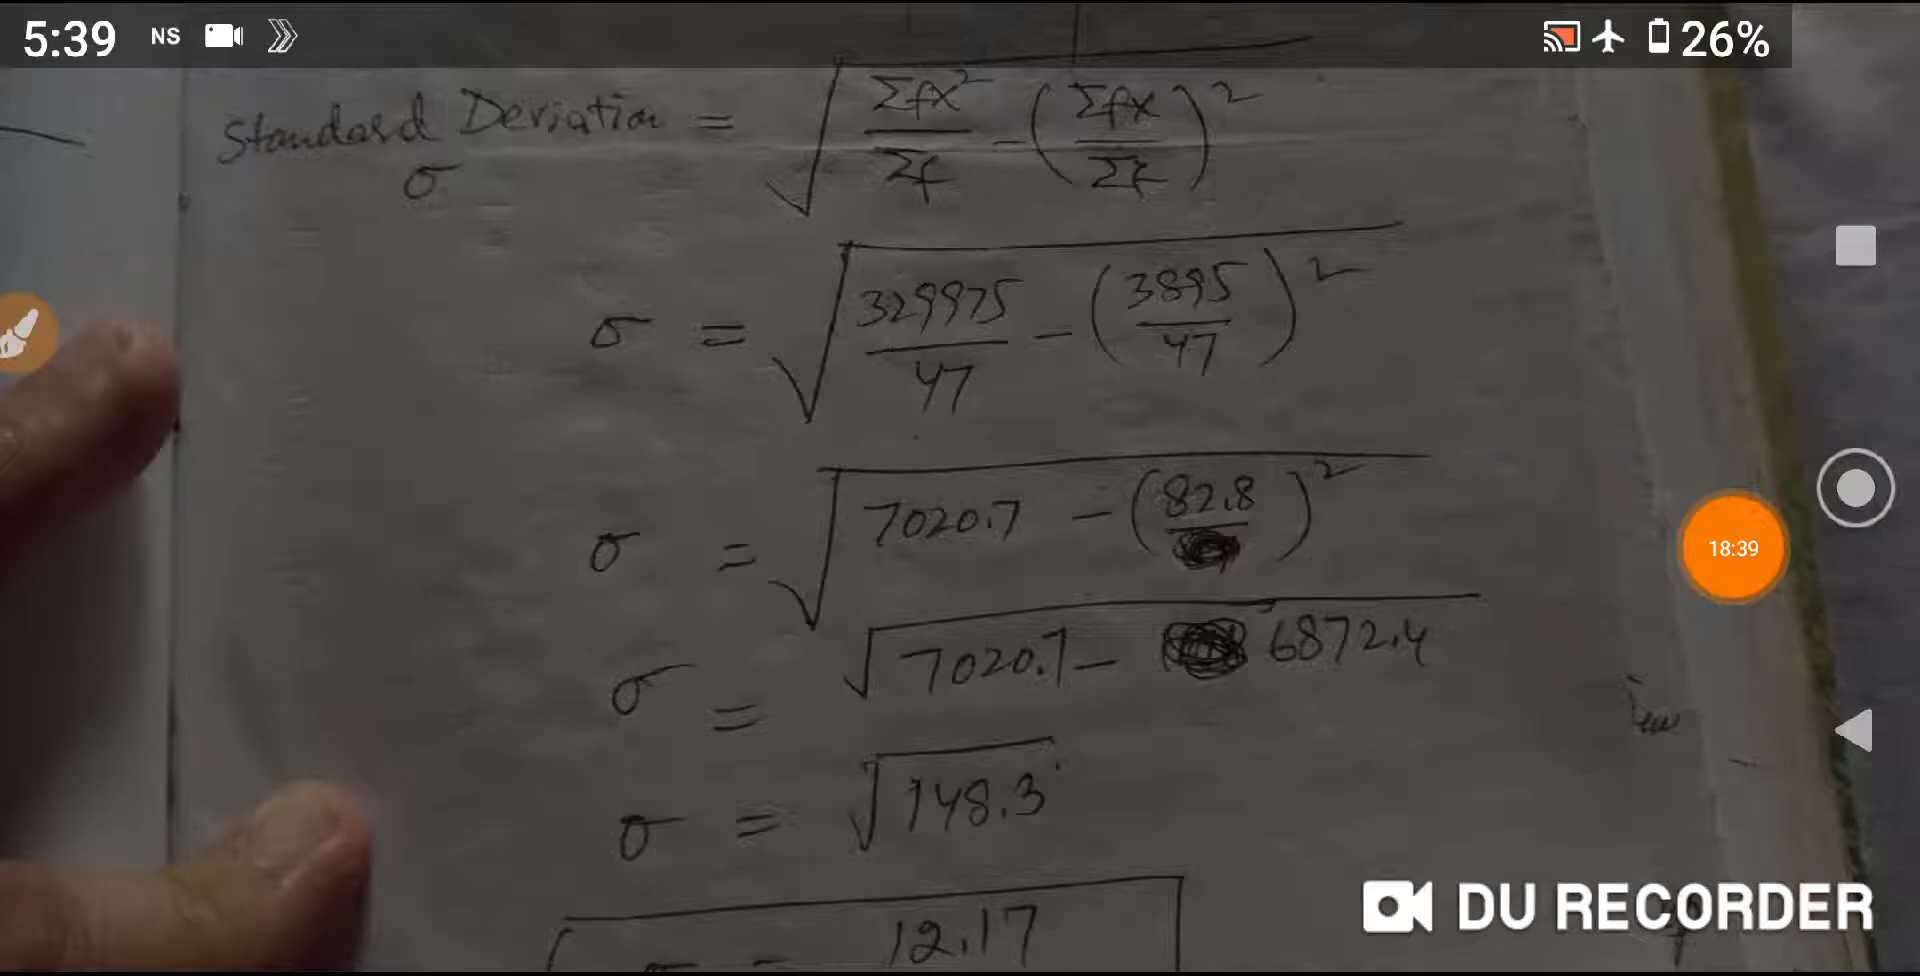 5:39 NS 26%
Standard Deviation = √ Σfx² / Σf - (Σfx / Σf)²
σ
σ = √ 329975 / 47 - (3895 / 47)²
σ = √ 7020.7 - (82.8)²
σ = √ 7020.7 - 6872.4
σ = √ 148.3
σ = 12.17
18:39
DU RECORDER